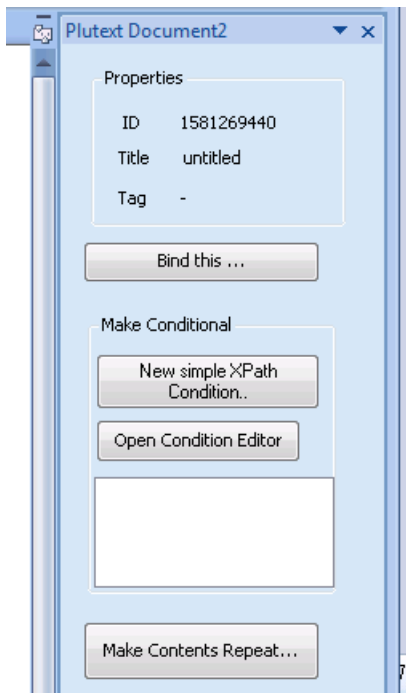 Plutext Document2
Properties
ID 1581269440
Title untitled
Tag -
Bind this ...
Make Conditional
New simple XPath
Condition..
Open Condition Editor
Make Contents Repeat...